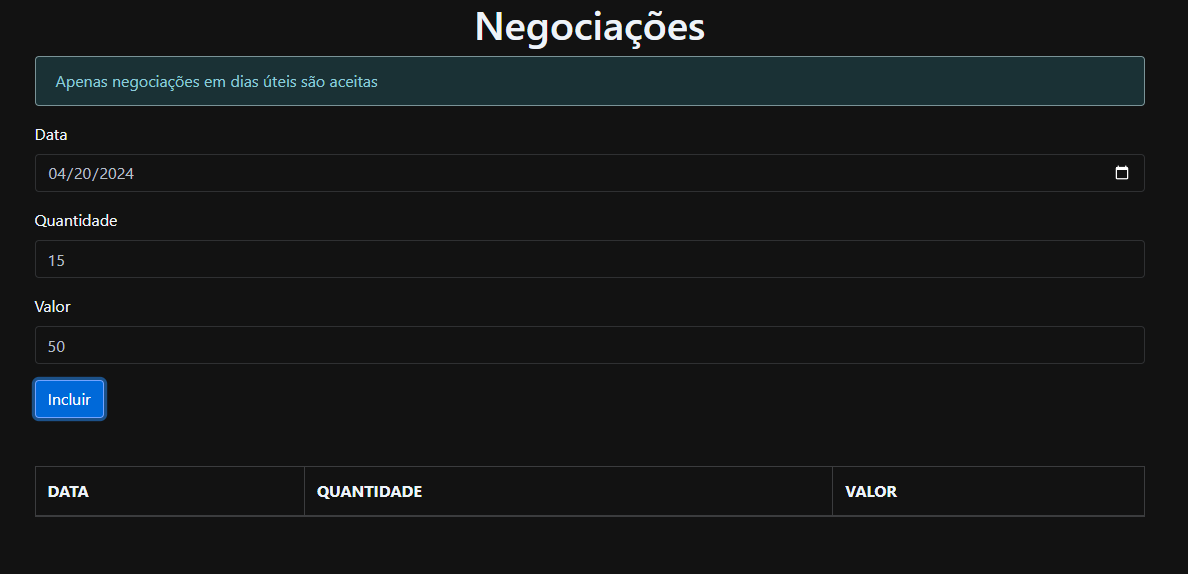 Negociações
Apenas negociações em dias úteis são aceitas
Data
04/20/2024
Quantidade
15
Valor
50
Incluir
DATA QUANTIDADE VALOR